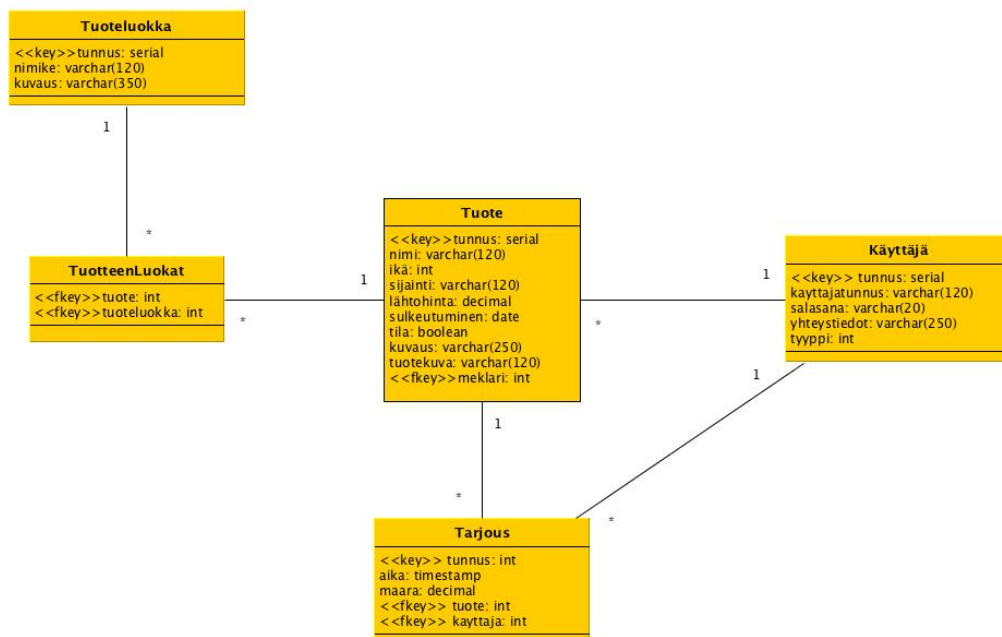 Tuoteluokka
<<key>>tunnus: serial
nimike: varchar(120)
kuvaus: varchar(350)
1
*
TuotteenLuokat
<<fkey>>tuote: int
<<fkey>>tuoteluokka: int
1
*
Tuote
<<key>>tunnus: serial
nimi: varchar(120)
ikä: int
sijainti: varchar(120)
lähtohinta: decimal
sulkeutuminen: date
tila: boolean
kuvaus: varchar(250)
tuotekuva: varchar(120)
<<fkey>>meklari: int
1
*
Käyttäjä
<<key>> tunnus: serial
kayttajatunnus: varchar(120)
salasana: varchar(20)
yhteystiedot: varchar(250)
tyyppi: int
1
*
1
*
Tarjous
<<key>> tunnus: int
aika: timestamp
maara: decimal
<<fkey>> tuote: int
<<fkey>> kayttaja: int